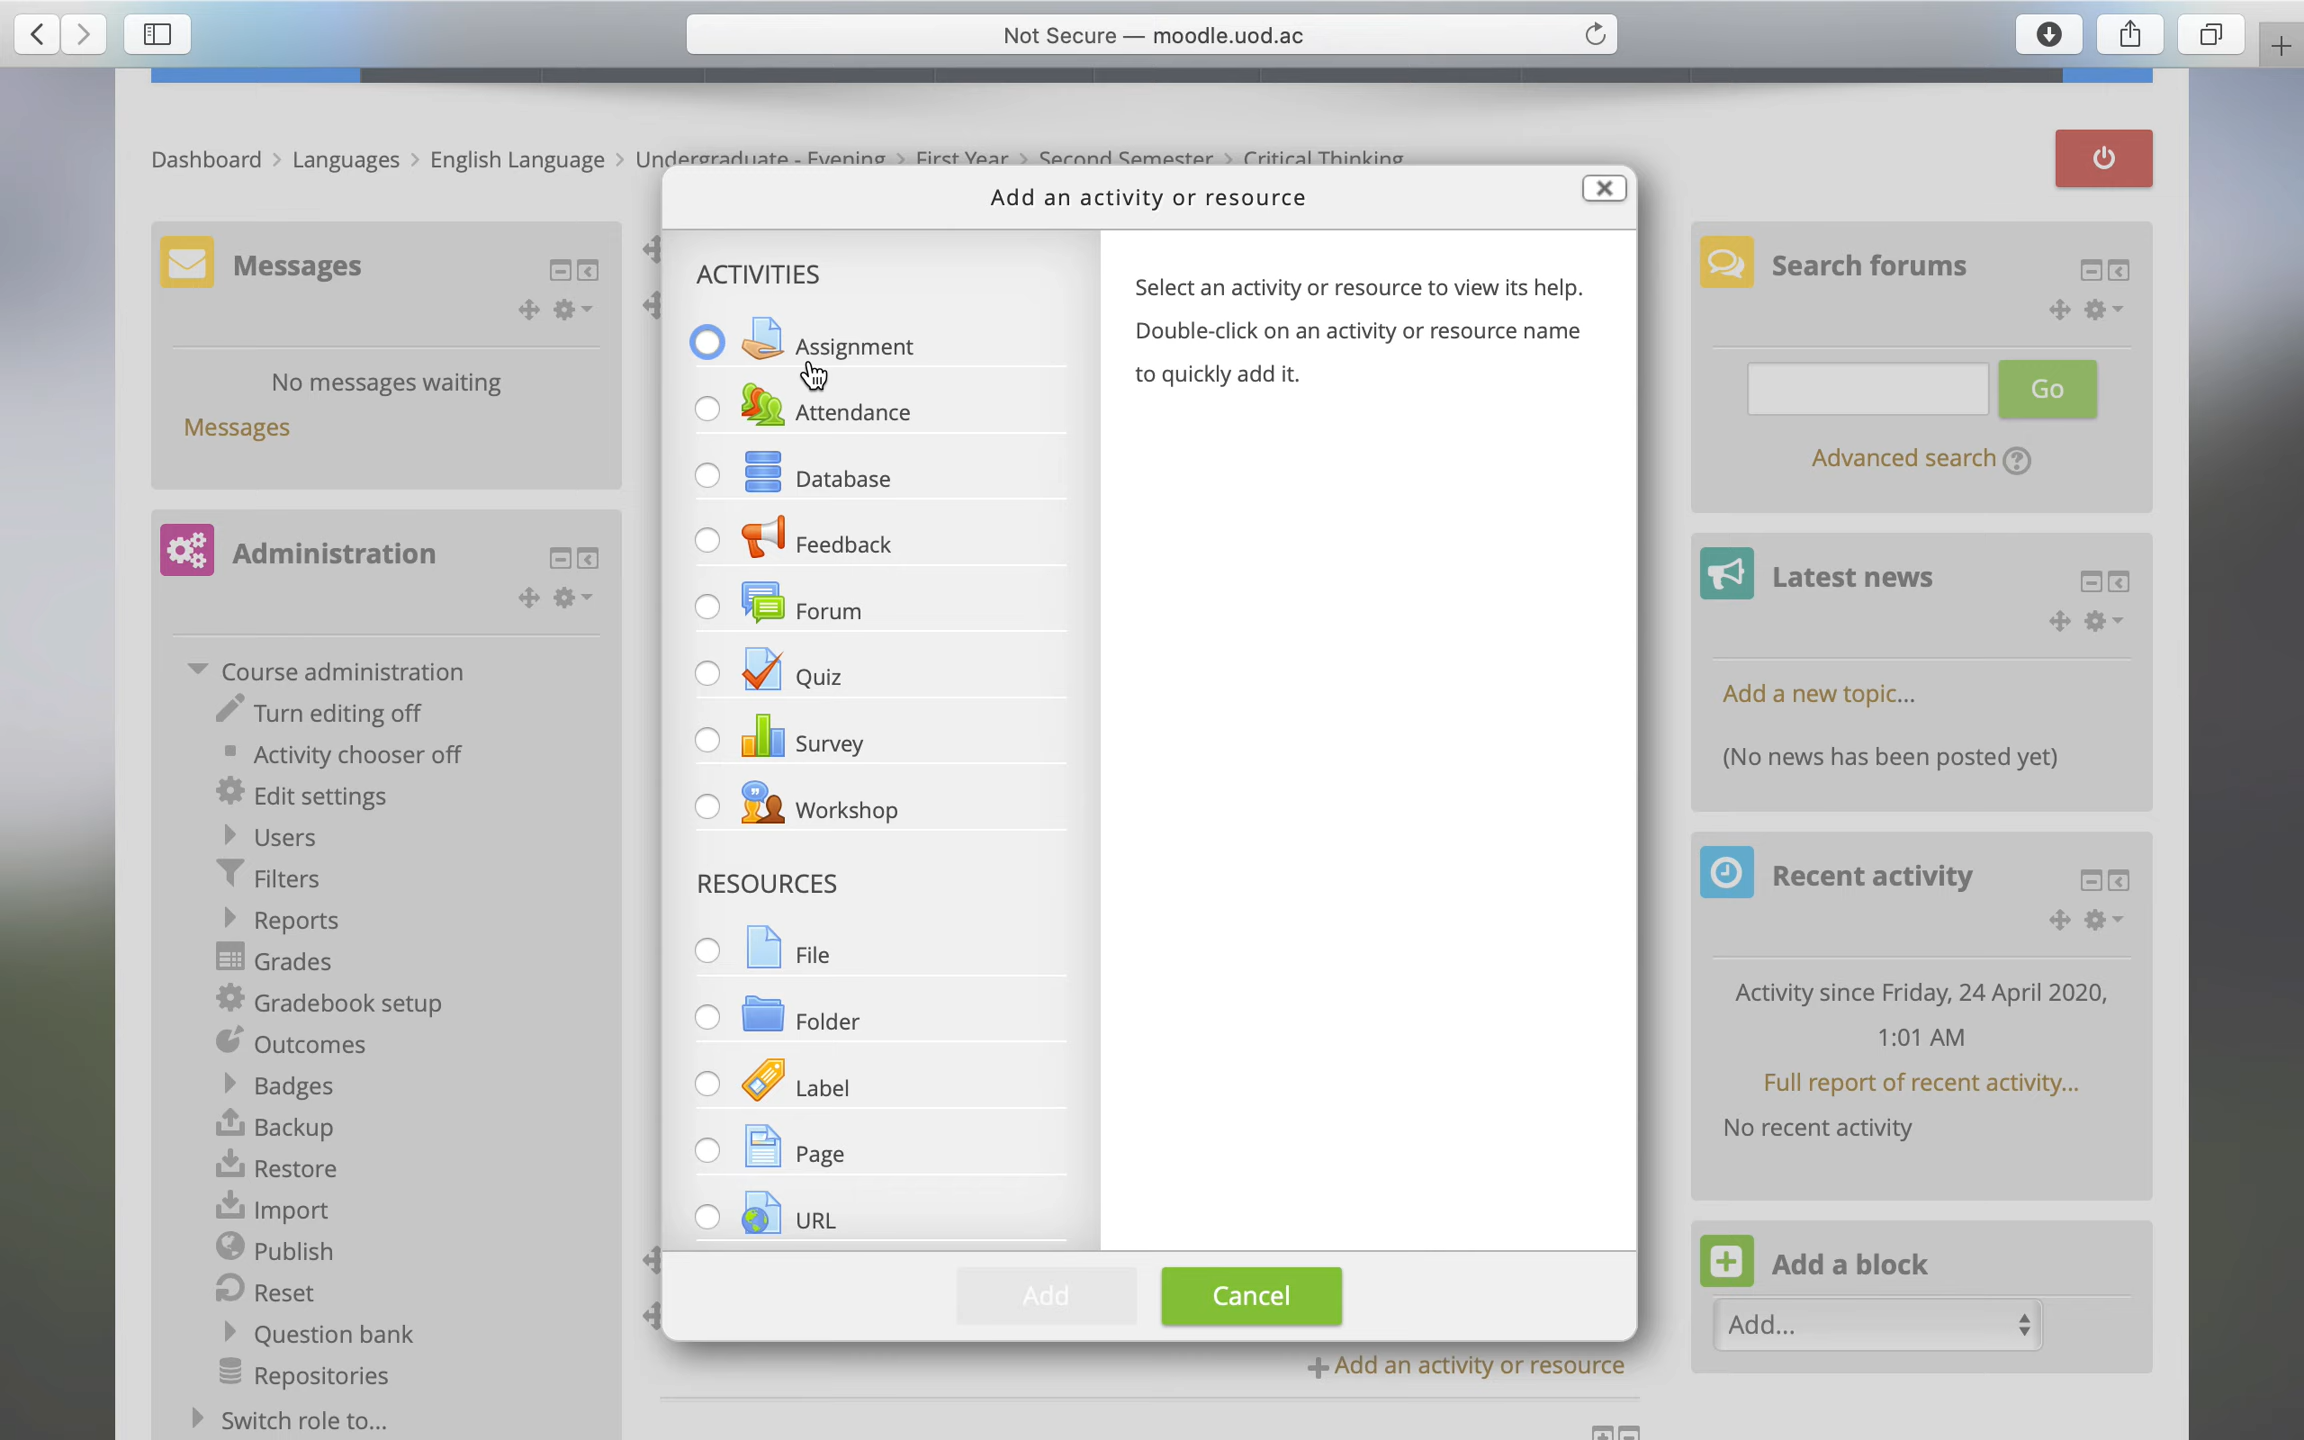 Not Secure — moodle.uod.ac
Dashboard > Languages > English Language > Undergraduate - Evening > First Year > Second Semester > Critical Thinking
Messages
No messages waiting
Messages
Administration
Course administration
Turn editing off
Activity chooser off
Edit settings
Users
Filters
Reports
Grades
Gradebook setup
Outcomes
Badges
Backup
Restore
Import
Publish
Reset
Question bank
Repositories
Switch role to...
Add an activity or resource
ACTIVITIES
Assignment
Attendance
Database
Feedback
Forum
Quiz
Survey
Workshop
RESOURCES
File
Folder
Label
Page
URL
Select an activity or resource to view its help.
Double-click on an activity or resource name
to quickly add it.
Add
Cancel
Add an activity or resource
Search forums
Go
Advanced search
Latest news
Add a new topic...
(No news has been posted yet)
Recent activity
Activity since Friday, 24 April 2020,
1:01 AM
Full report of recent activity...
No recent activity
Add a block
Add...